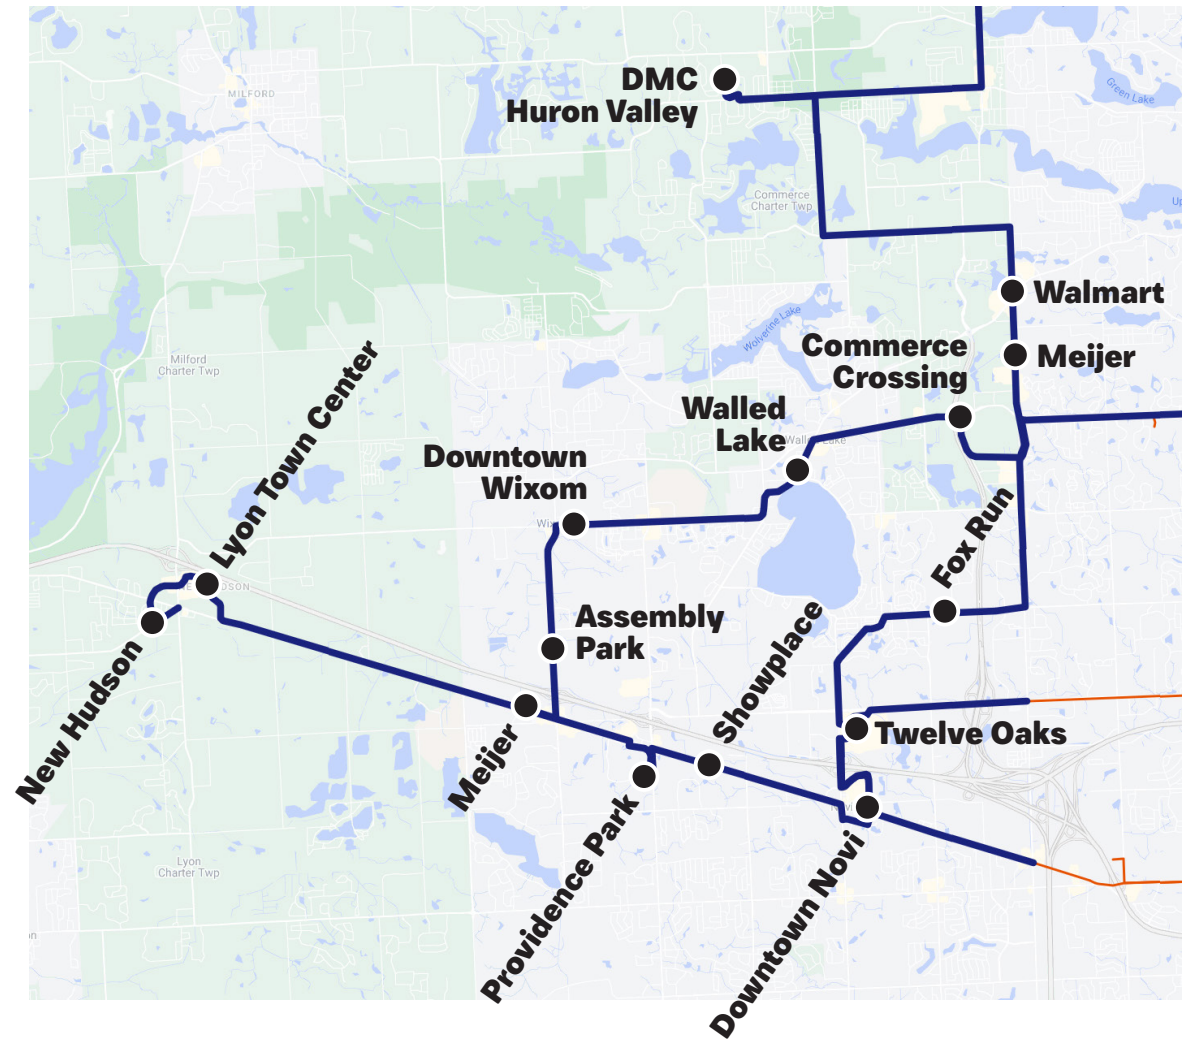 DMC
Huron Valley
MILFORD
Green Lake
Commerce
Charter Twp
Up
Walmart
Wolverine Lake
Commerce
Crossing
Meijer
Milford
Charter Twp
Lyon Town Center
Walled
Lake
Downtown
Wixom
Fox Run
Assembly
Park
Showplace
New Hudson
Meijer
Twelve Oaks
Providence Park
Downtown Novi
Lyon
Charter Twp